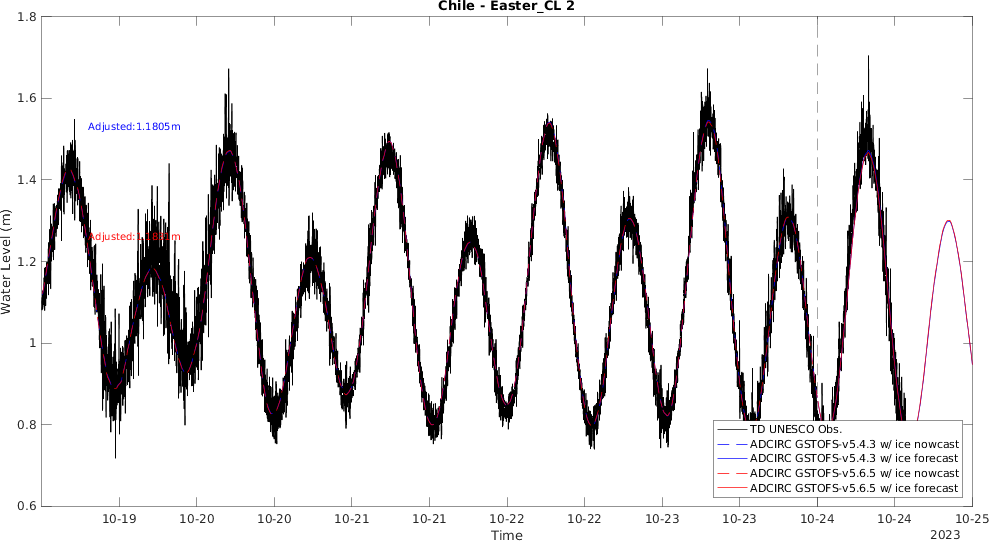 Chile - Easter_CL 2
1.8
1.6
1.4
1.2
1
0.8
0.6
Water Level (m)
Adjusted:1.1805m
TD UNESCO Obs.
ADCIRC GSTOFS-v5.4.3 w/ ice nowcast
ADCIRC GSTOFS-v5.4.3 w/ ice forecast
ADCIRC GSTOFS-v5.6.5 w/ ice nowcast
ADCIRC GSTOFS-v5.6.5 w/ ice forecast
10-19 10-20 10-20 10-21 10-21 10-22 10-22 10-23 10-23 10-24 10-24 10-25
Time
2023